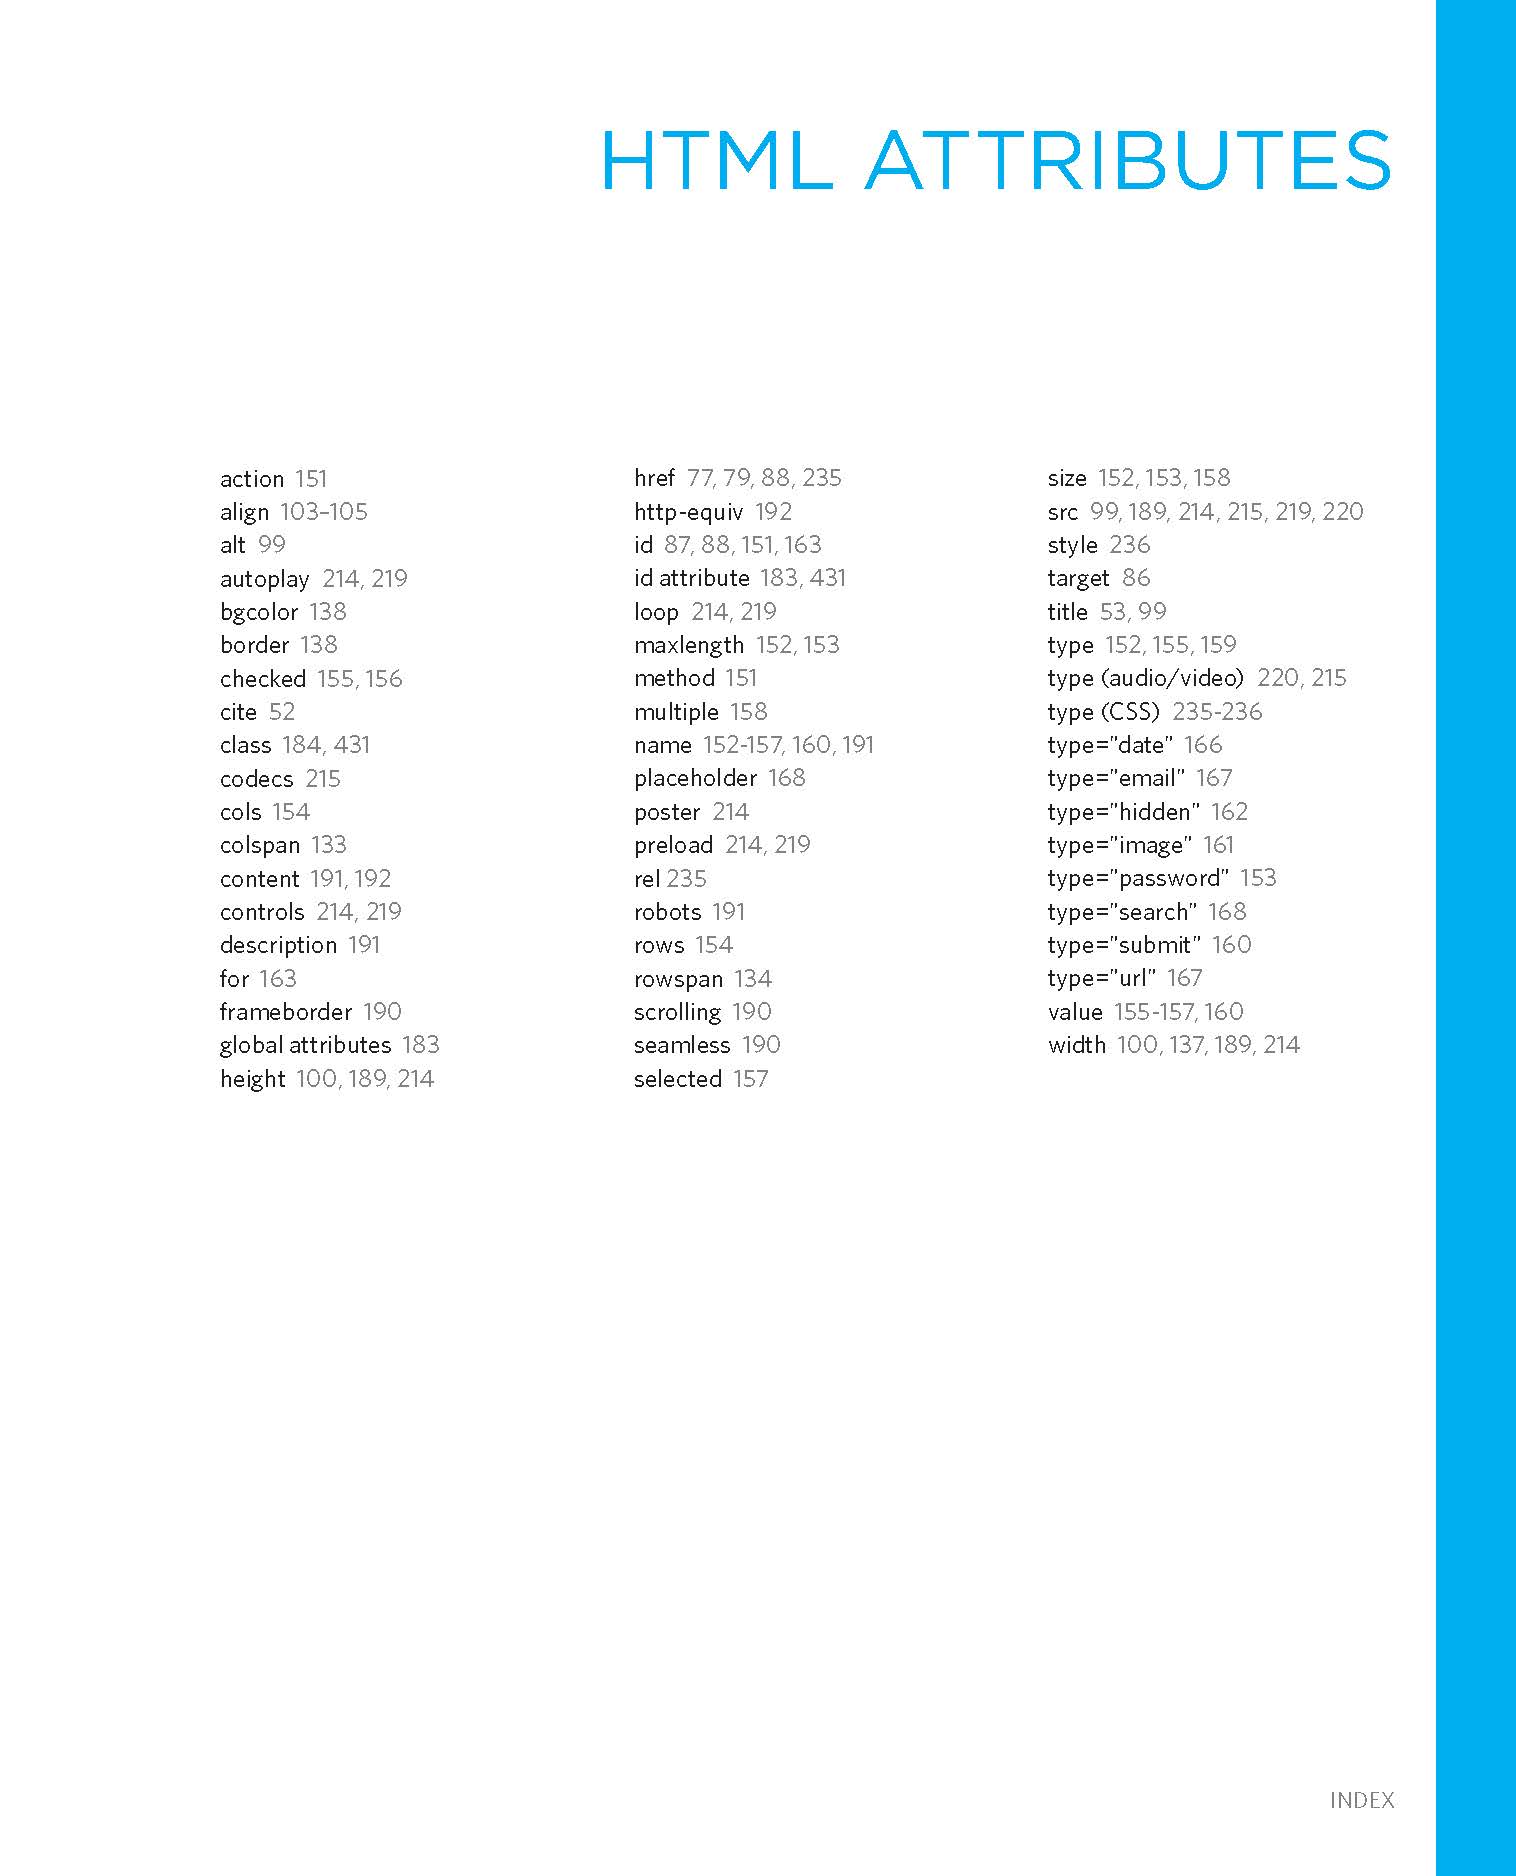 HTML ATTRIBUTES
action 151
align 103–105
alt 99
autoplay 214, 219
bgcolor 138
border 138
checked 155, 156
cite 52
class 184, 431
codecs 215
cols 154
colspan 133
content 191, 192
controls 214, 219
description 191
for 163
frameborder 190
global attributes 183
height 100, 189, 214
href 77, 79, 88, 235
http-equiv 192
id 87, 88, 151, 163
id attribute 183, 431
loop 214, 219
maxlength 152, 153
method 151
multiple 158
name 152-157, 160, 191
placeholder 168
poster 214
preload 214, 219
rel 235
robots 191
rows 154
rowspan 134
scrolling 190
seamless 190
selected 157
size 152, 153, 158
src 99, 189, 214, 215, 219, 220
style 236
target 86
title 53, 99
type 152, 155, 159
type (audio/video) 220, 215
type (CSS) 235-236
type="date" 166
type="email" 167
type="hidden" 162
type="image" 161
type="password" 153
type="search" 168
type="submit" 160
type="url" 167
value 155-157, 160
width 100, 137, 189, 214
INDEX